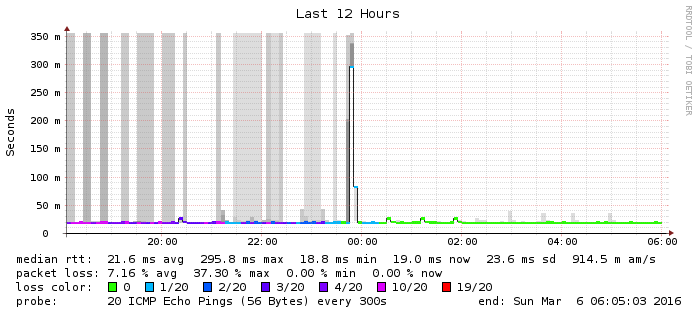 Last 12 Hours
RRDTOOL / TOBI OETIKER
Seconds
350 m
300 m
250 m
200 m
150 m
100 m
50 m
0
20:00 22:00 00:00 02:00 04:00 06:00
median rtt: 21.6 ms avg 295.8 ms max 18.8 ms min 19.0 ms now 23.6 ms sd 914.5 m am/s
packet loss: 7.16 % avg 37.30 % max 0.00 % min 0.00 % now
loss color: 0 1/20 2/20 3/20 4/20 10/20 19/20
probe: 20 ICMP Echo Pings (56 Bytes) every 300s end: Sun Mar 6 06:05:03 2016